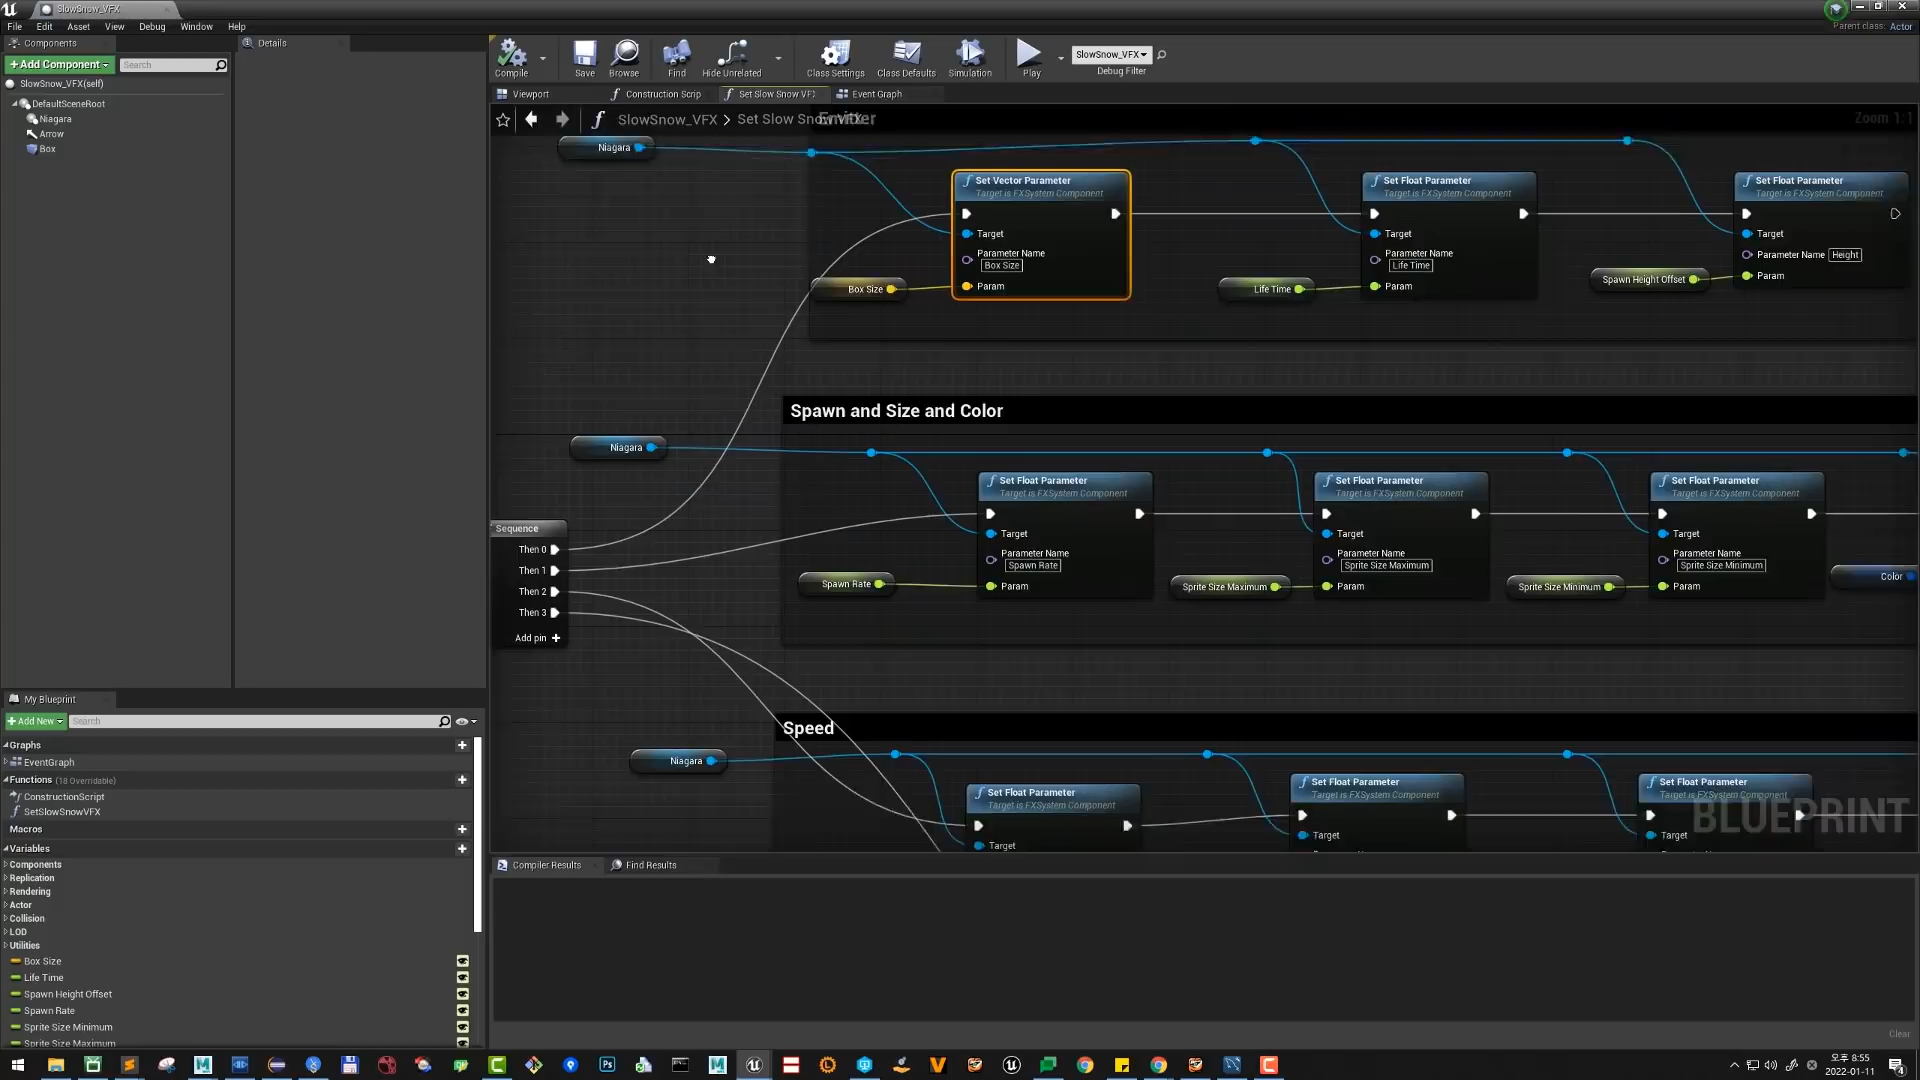 SlowSnow_VFX
File Edit Asset View Debug Window Help
Parent class: Actor
Components
Details
+Add Component
Search
SlowSnow_VFX(self)
DefaultSceneRoot
Niagara
Arrow
Box
Compile
Save
Browse
Find
Hide Unrelated
Class Settings
Class Defaults
Simulation
Play
SlowSnow_VFX
Debug Filter
Viewport
Construction Scrip
Set Slow Snow VF
Event Graph
SlowSnow_VFX > Set Slow Snow VFX
Emitter
Zoom 1:1
Niagara
Set Vector Parameter
Target is FXSystem Component
Target
Parameter Name
Box Size
Param
Box Size
Set Float Parameter
Target is FXSystem Component
Target
Parameter Name
Life Time
Param
Life Time
Set Float Parameter
Target is FXSystem Component
Target
Parameter Name Height
Param
Spawn Height Offset
Spawn and Size and Color
Niagara
Set Float Parameter
Target is FXSystem Component
Target
Parameter Name
Spawn Rate
Param
Spawn Rate
Set Float Parameter
Target is FXSystem Component
Target
Parameter Name
Sprite Size Maximum
Param
Sprite Size Maximum
Set Float Parameter
Target is FXSystem Component
Target
Parameter Name
Sprite Size Minimum
Param
Sprite Size Minimum
Color
Sequence
Then 0
Then 1
Then 2
Then 3
Add pin +
Speed
Niagara
Set Float Parameter
Target is FXSystem Component
Target
Set Float Parameter
Target is FXSystem Component
Target
Set Float Parameter
Target is FXSystem Component
Target
BLUEPRINT
My Blueprint
+Add New
Search
Graphs
EventGraph
Functions (18 Overridable)
ConstructionScript
SetSlowSnowVFX
Macros
Variables
Components
Replication
Rendering
Actor
Collision
LOD
Utilities
Box Size
Life Time
Spawn Height Offset
Spawn Rate
Sprite Size Minimum
Sprite Size Maximum
Compiler Results
Find Results
Clear
오후 8:55
2022-01-11